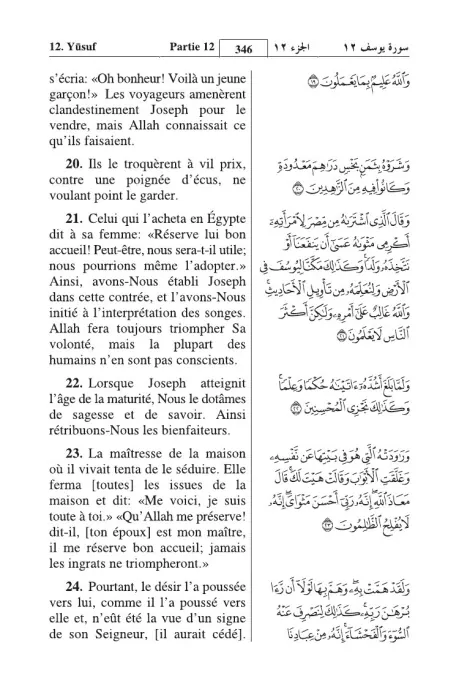 12. Yūsuf Partie 12 346 الجزء ١٢ سورة يوسف ١٢
s’écria: «Oh bonheur! Voilà un jeune
garçon!» Les voyageurs amenèrent
clandestinement Joseph pour le
vendre, mais Allah connaissait ce
qu’ils faisaient.
20. Ils le troquèrent à vil prix,
contre une poignée d’écus, ne
voulant point le garder.
21. Celui qui l’acheta en Égypte
dit à sa femme: «Réserve lui bon
accueil! Peut-être, nous sera-t-il utile;
nous pourrions même l’adopter.»
Ainsi, avons-Nous établi Joseph
dans cette contrée, et l’avons-Nous
initié à l’interprétation des songes.
Allah fera toujours triompher Sa
volonté, mais la plupart des
humains n’en sont pas conscients.
22. Lorsque Joseph atteignit
l’âge de la maturité, Nous le dotâmes
de sagesse et de savoir. Ainsi
rétribuons-Nous les bienfaiteurs.
23. La maîtresse de la maison
où il vivait tenta de le séduire. Elle
ferma [toutes] les issues de la
maison et dit: «Me voici, je suis
toute à toi.» «Qu’Allah me préserve!
dit-il, [ton époux] est mon maître,
il me réserve bon accueil; jamais
les ingrats ne triompheront.»
24. Pourtant, le désir l’a poussée
vers lui, comme il l’a poussé vers
elle et, n’eût été la vue d’un signe
de son Seigneur, [il aurait cédé].
وَٱللَّهُ عَلِيمٌۢ بِمَا يَعْمَلُونَ ١٩
وَشَرَوْهُ بِثَمَنٍۭ بَخْسٍ دَرَٰهِمَ مَعْدُودَةٍ
وَكَانُوا۟ فِيهِ مِنَ ٱلزَّٰهِدِينَ ٢٠
وَقَالَ ٱلَّذِى ٱشْتَرَىٰهُ مِن مِّصْرَ لِٱمْرَأَتِهِۦٓ
أَكْرِمِى مَثْوَىٰهُ عَسَىٰٓ أَن يَنفَعَنَآ أَوْ
نَتَّخِذَهُۥ وَلَدًا ۚ وَكَذَٰلِكَ مَكَّنَّا لِيُوسُفَ فِى
ٱلْأَرْضِ وَلِنُعَلِّمَهُۥ مِن تَأْوِيلِ ٱلْأَحَادِيثِ ۚ
وَٱللَّهُ غَالِبٌ عَلَىٰٓ أَمْرِهِۦ وَلَٰكِنَّ أَكْثَرَ
ٱلنَّاسِ لَا يَعْلَمُونَ ٢١
وَلَمَّا بَلَغَ أَشُدَّهُۥٓ ءَاتَيْنَٰهُ حُكْمًا وَعِلْمًا ۚ
وَكَذَٰلِكَ نَجْزِى ٱلْمُحْسِنِينَ ٢٢
وَرَٰوَدَتْهُ ٱلَّتِى هُوَ فِى بَيْتِهَا عَن نَّفْسِهِۦ
وَغَلَّقَتِ ٱلْأَبْوَٰبَ وَقَالَتْ هَيْتَ لَكَ ۚ قَالَ
مَعَاذَ ٱللَّهِ ۖ إِنَّهُۥ رَبِّىٓ أَحْسَنَ مَثْوَاىَ ۖ إِنَّهُۥ
لَا يُفْلِحُ ٱلظَّٰلِمُونَ ٢٣
وَلَقَدْ هَمَّتْ بِهِۦ ۖ وَهَمَّ بِهَا لَوْلَآ أَن رَّءَا
بُرْهَٰنَ رَبِّهِۦ ۚ كَذَٰلِكَ لِنَصْرِفَ عَنْهُ
ٱلسُّوٓءَ وَٱلْفَحْشَآءَ ۚ إِنَّهُۥ مِنْ عِبَادِنَا